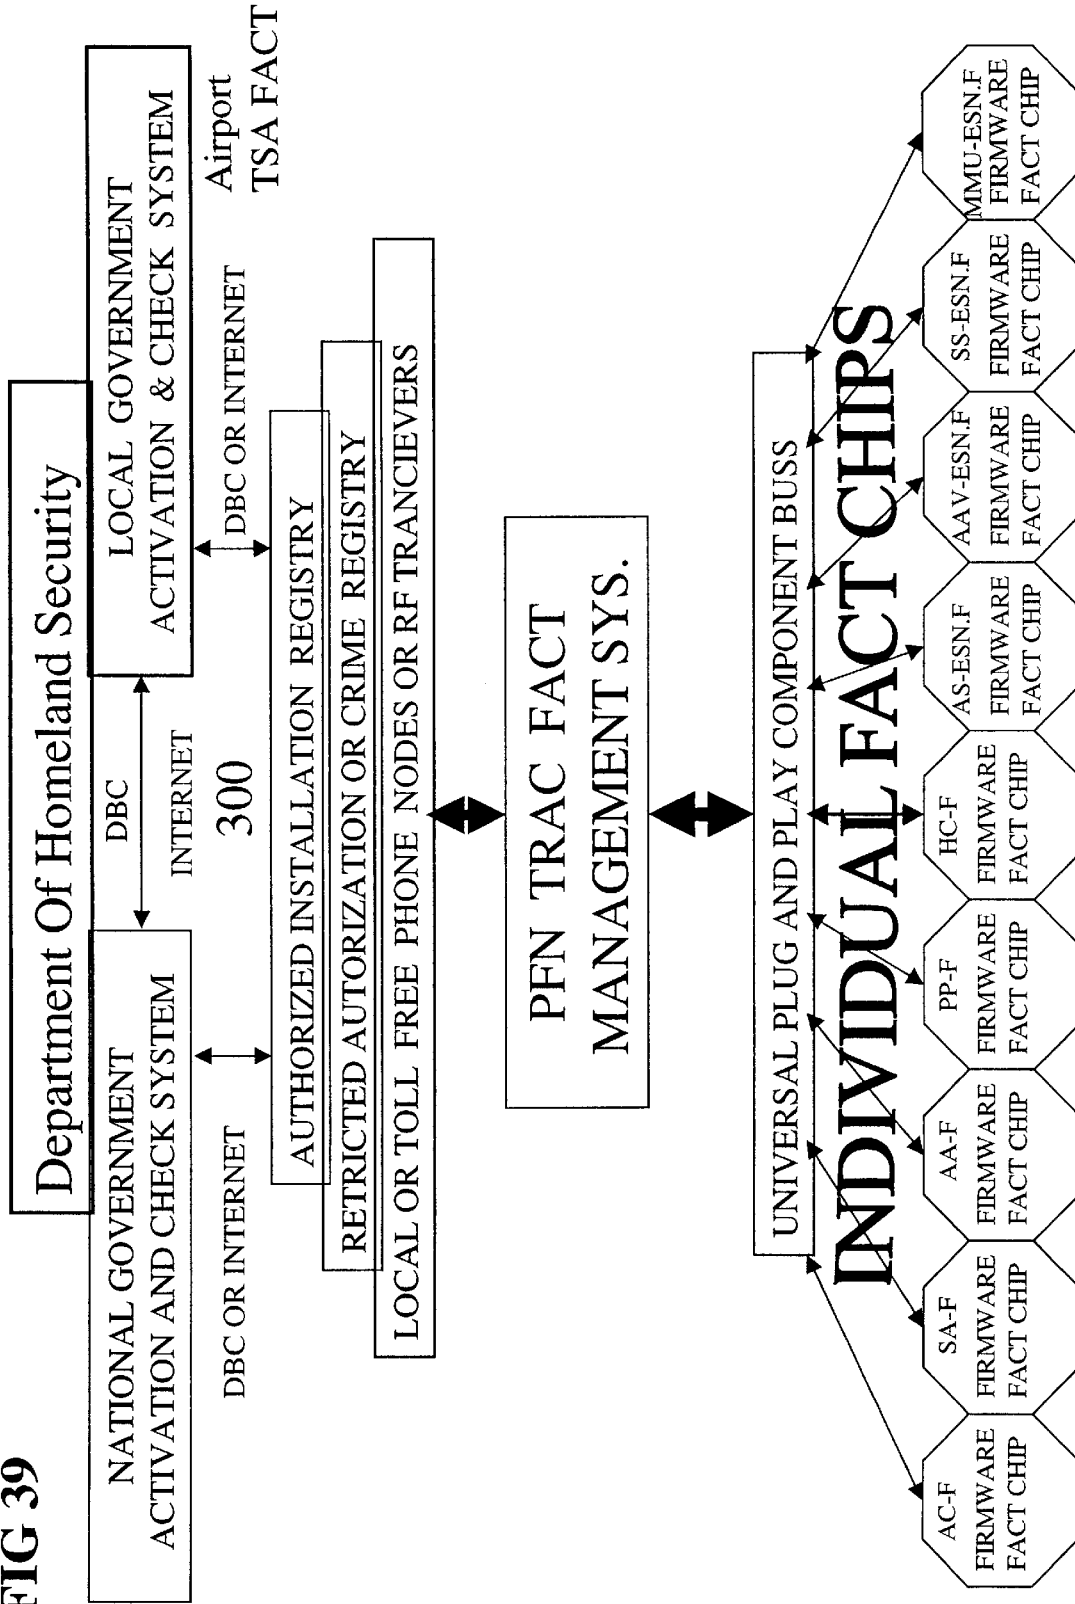 FIG 39
Department Of Homeland Security
NATIONAL GOVERNMENT
ACTIVATION AND CHECK SYSTEM
DBC
INTERNET
LOCAL GOVERNMENT
ACTIVATION & CHECK SYSTEM
DBC OR INTERNET
300
DBC OR INTERNET
Airport
TSA FACT
AUTHORIZED INSTALLATION REGISTRY
RETRICTED AUTORIZATION OR CRIME REGISTRY
LOCAL OR TOLL FREE PHONE NODES OR RF TRANCIEVERS
PFN TRAC FACT
MANAGEMENT SYS.
UNIVERSAL PLUG AND PLAY COMPONENT BUSS
INDIVIDUAL FACT CHIPS
AC-F
FIRMWARE
FACT CHIP
SA-F
FIRMWARE
FACT CHIP
AA-F
FIRMWARE
FACT CHIP
PP-F
FIRMWARE
FACT CHIP
HC-F
FIRMWARE
FACT CHIP
AS-ESN.F
FIRMWARE
FACT CHIP
AAV-ESN.F
FIRMWARE
FACT CHIP
SS-ESN.F
FIRMWARE
FACT CHIP
MMU-ESN.F
FIRMWARE
FACT CHIP